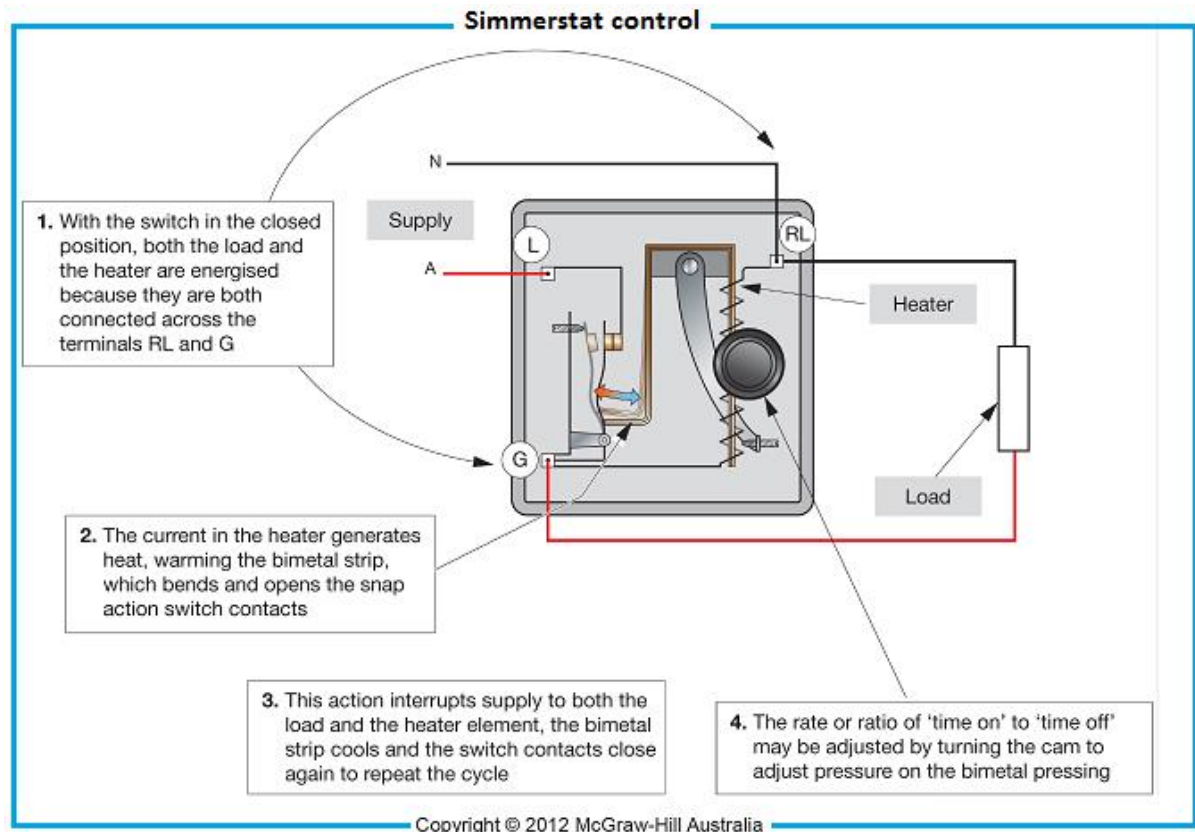 Simmerstat control
N
1. With the switch in the closed
position, both the load and
the heater are energised
because they are both
connected across the
terminals RL and G
Supply
L
RL
A
Heater
G
Load
2. The current in the heater generates
heat, warming the bimetal strip,
which bends and opens the snap
action switch contacts
3. This action interrupts supply to both the
load and the heater element, the bimetal
strip cools and the switch contacts close
again to repeat the cycle
4. The rate or ratio of ‘time on’ to ‘time off’
may be adjusted by turning the cam to
adjust pressure on the bimetal pressing
Copyright © 2012 McGraw-Hill Australia